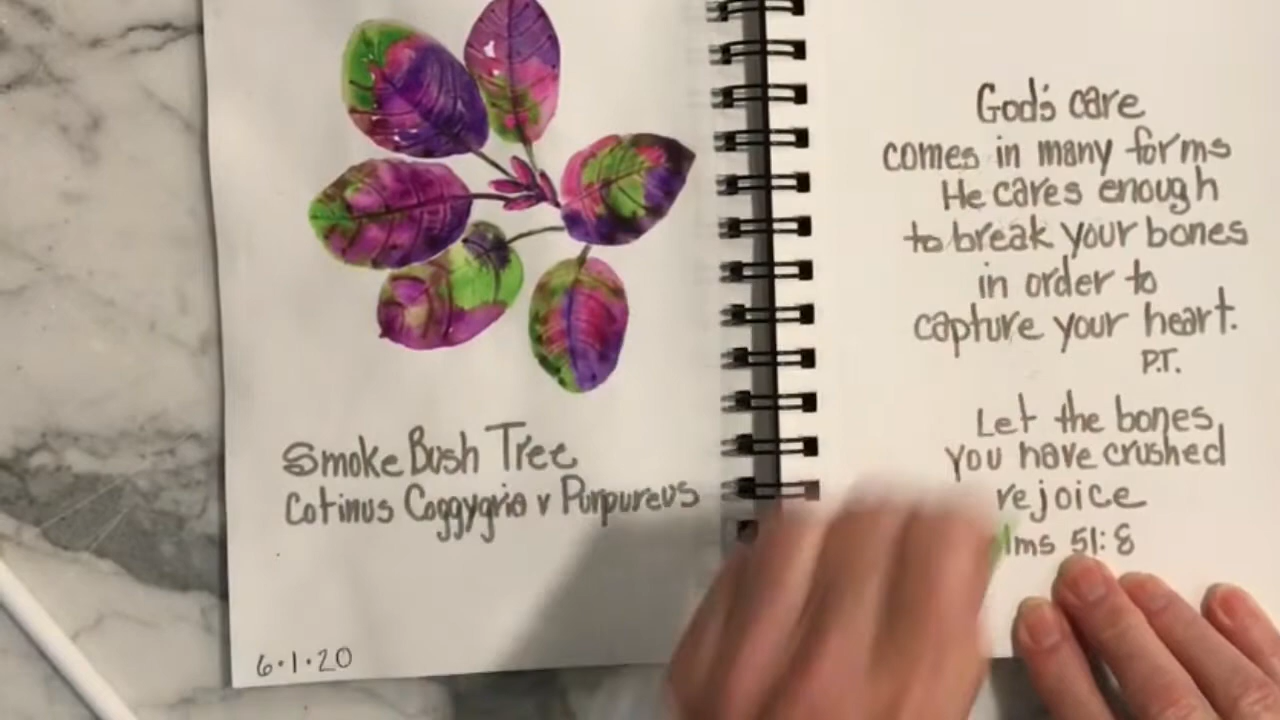 Smoke Bush Tree
Cotinus Coggygria v Purpureus
6·1·20
God's care
comes in many forms
He cares enough
to break your bones
in order to
capture your heart.
P.T.
Let the bones
you have crushed
rejoice
51:8